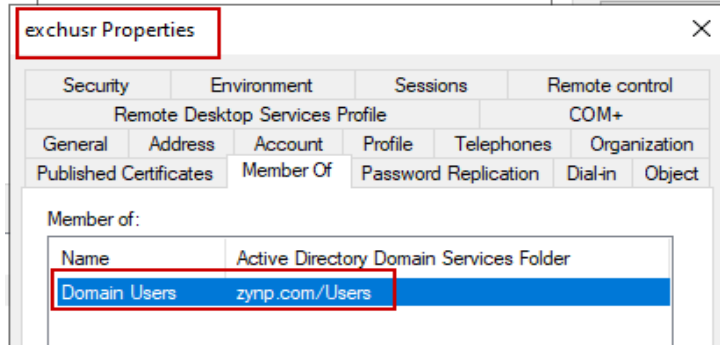 exchusr Properties
Security Environment Sessions Remote control
Remote Desktop Services Profile COM+
General Address Account Profile Telephones Organization
Published Certificates Member Of Password Replication Dial-in Object
Member of:
Name Active Directory Domain Services Folder
Domain Users zynp.com/Users